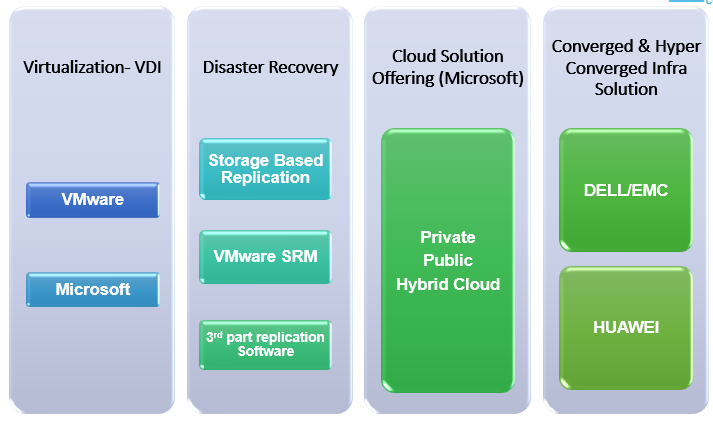 Virtualization- VDI
VMware
Microsoft
Disaster Recovery
Storage Based
Replication
VMware SRM
3rd part replication
Software
Cloud Solution
Offering (Microsoft)
Private
Public
Hybrid Cloud
Converged & Hyper
Converged Infra
Solution
DELL/EMC
HUAWEI